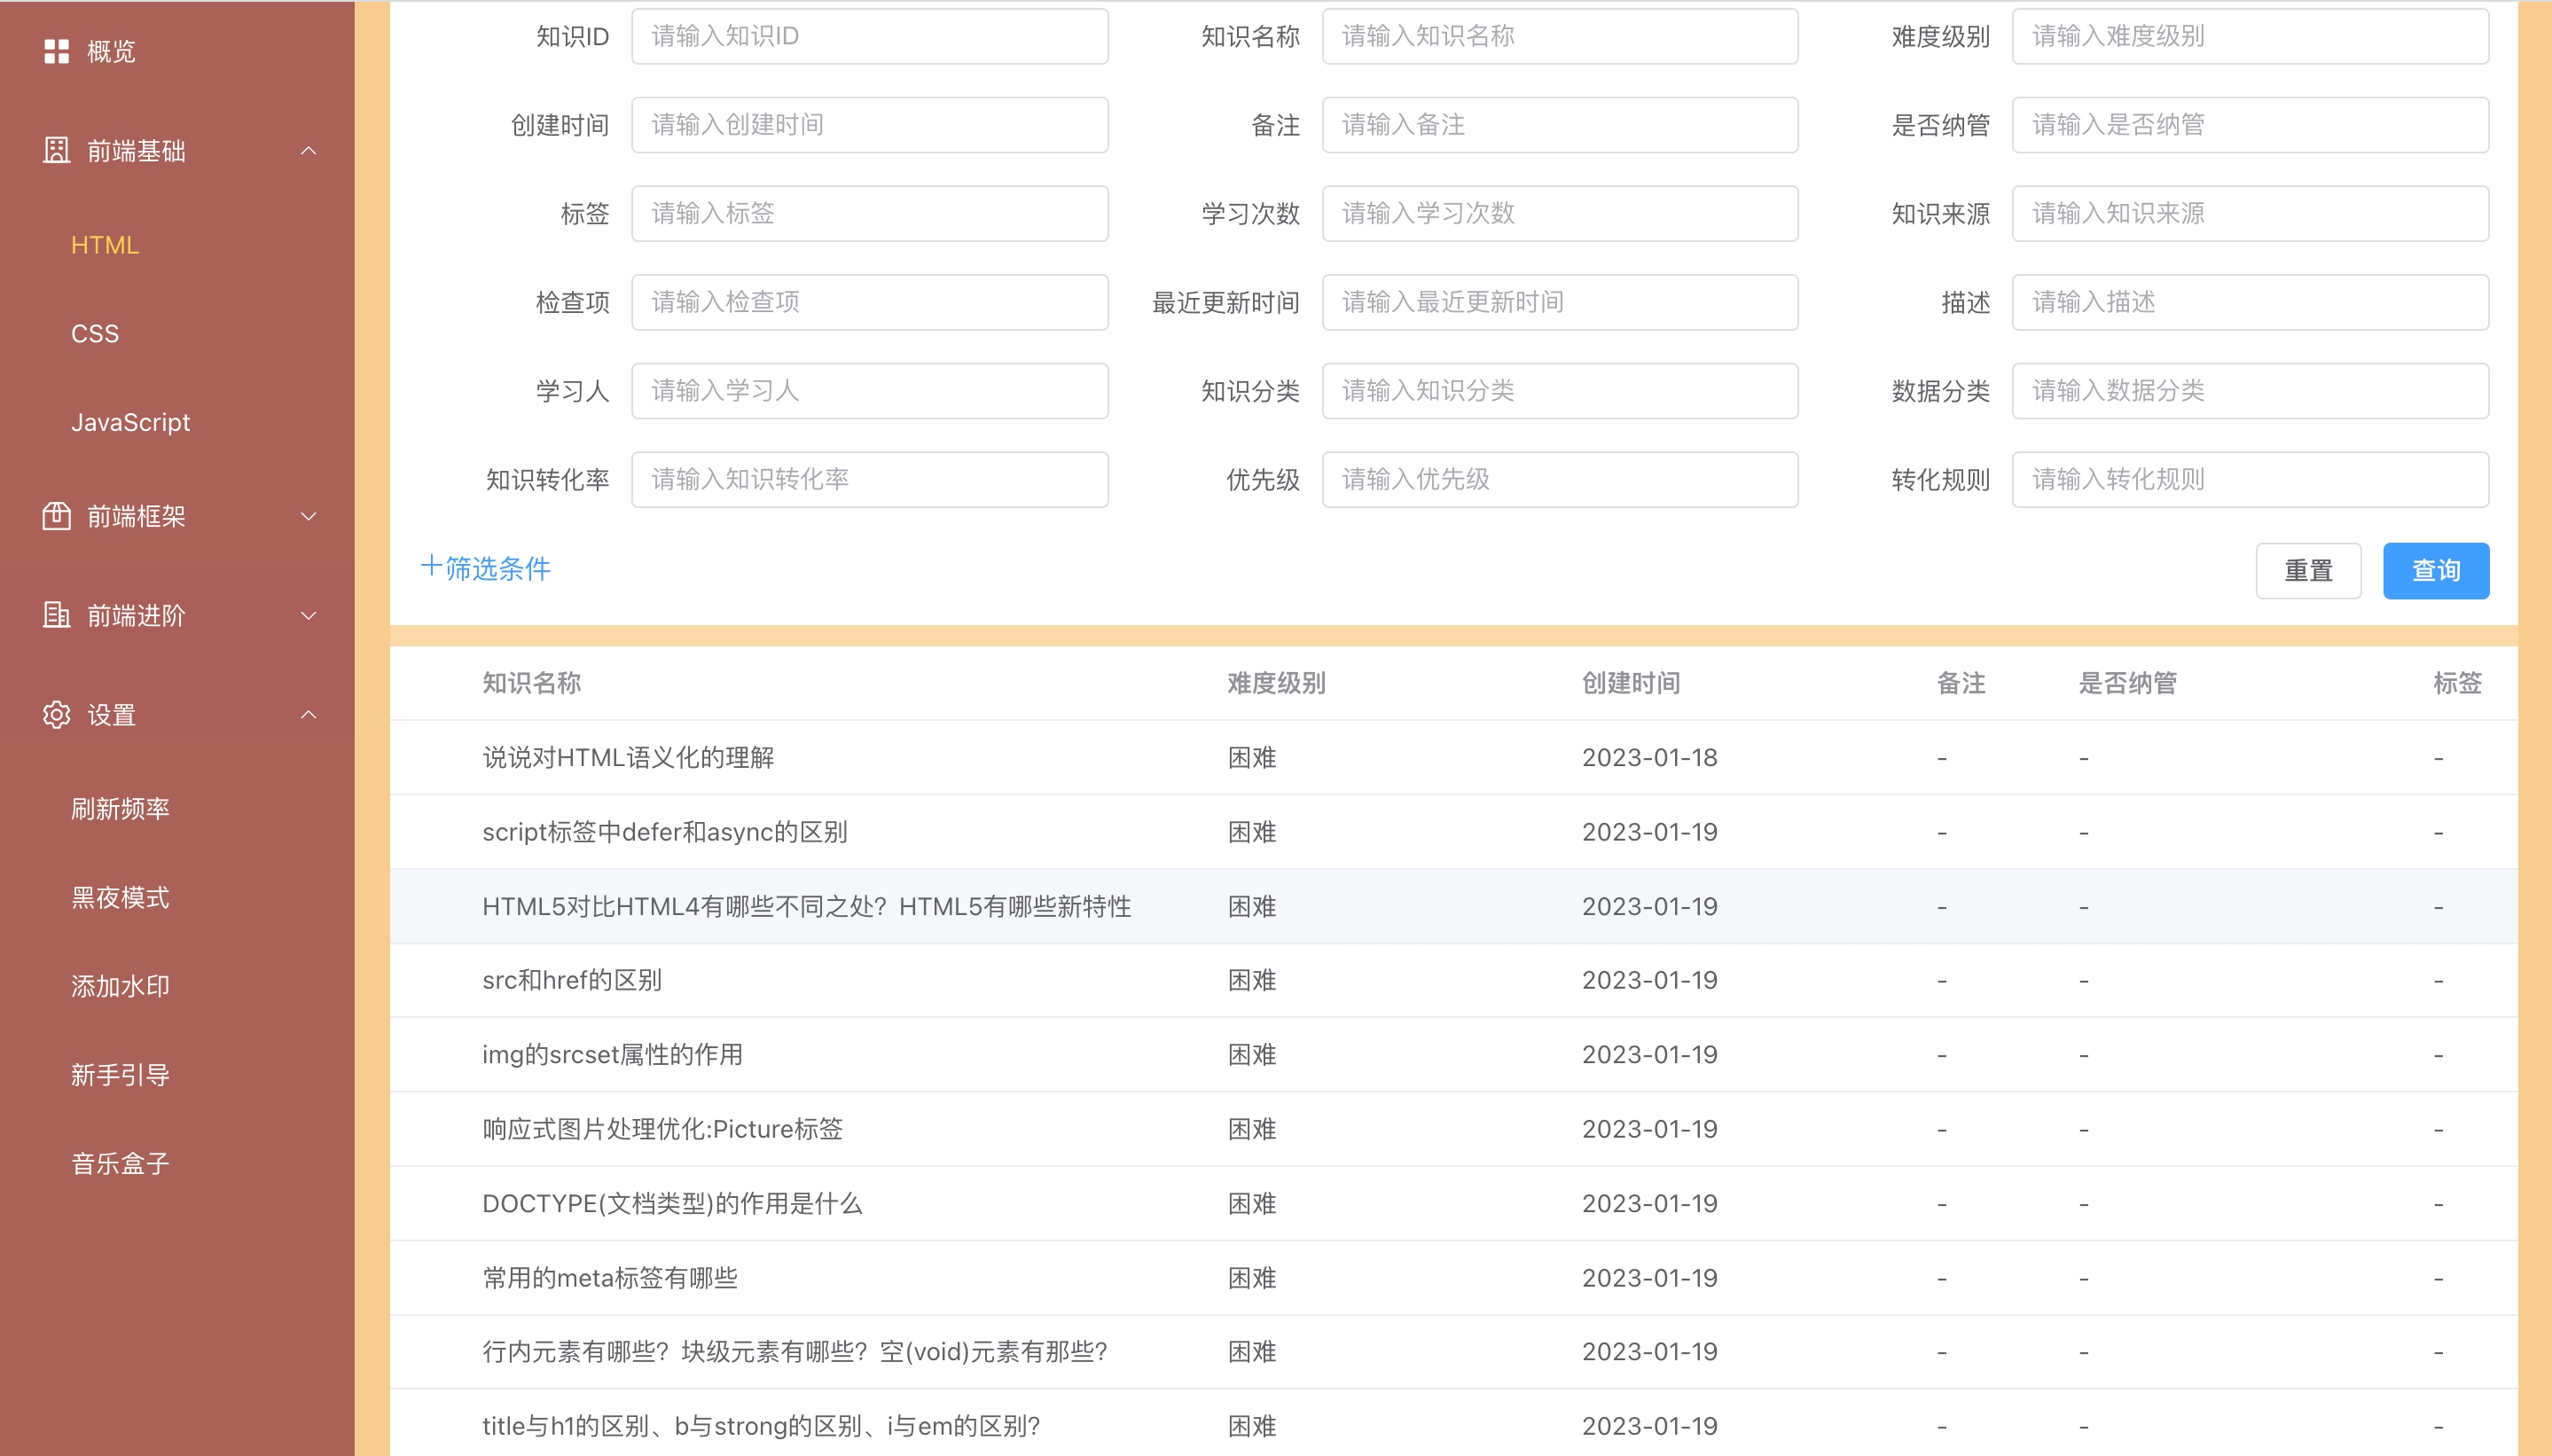 概览
前端基础
HTML
CSS
JavaScript
前端框架
前端进阶
设置
刷新频率
黑夜模式
添加水印
新手引导
音乐盒子
知识ID 请输入知识ID 知识名称 请输入知识名称 难度级别 请输入难度级别
创建时间 请输入创建时间 备注 请输入备注 是否纳管 请输入是否纳管
标签 请输入标签 学习次数 请输入学习次数 知识来源 请输入知识来源
检查项 请输入检查项 最近更新时间 请输入最近更新时间 描述 请输入描述
学习人 请输入学习人 知识分类 请输入知识分类 数据分类 请输入数据分类
知识转化率 请输入知识转化率 优先级 请输入优先级 转化规则 请输入转化规则
+筛选条件 重置 查询
知识名称 难度级别 创建时间 备注 是否纳管 标签
说说对HTML语义化的理解 困难 2023-01-18 - - -
script标签中defer和async的区别 困难 2023-01-19 - - -
HTML5对比HTML4有哪些不同之处？HTML5有哪些新特性 困难 2023-01-19 - - -
src和href的区别 困难 2023-01-19 - - -
img的srcset属性的作用 困难 2023-01-19 - - -
响应式图片处理优化:Picture标签 困难 2023-01-19 - - -
DOCTYPE(文档类型)的作用是什么 困难 2023-01-19 - - -
常用的meta标签有哪些 困难 2023-01-19 - - -
行内元素有哪些？块级元素有哪些？空(void)元素有那些？ 困难 2023-01-19 - - -
title与h1的区别、b与strong的区别、i与em的区别？ 困难 2023-01-19 - - -